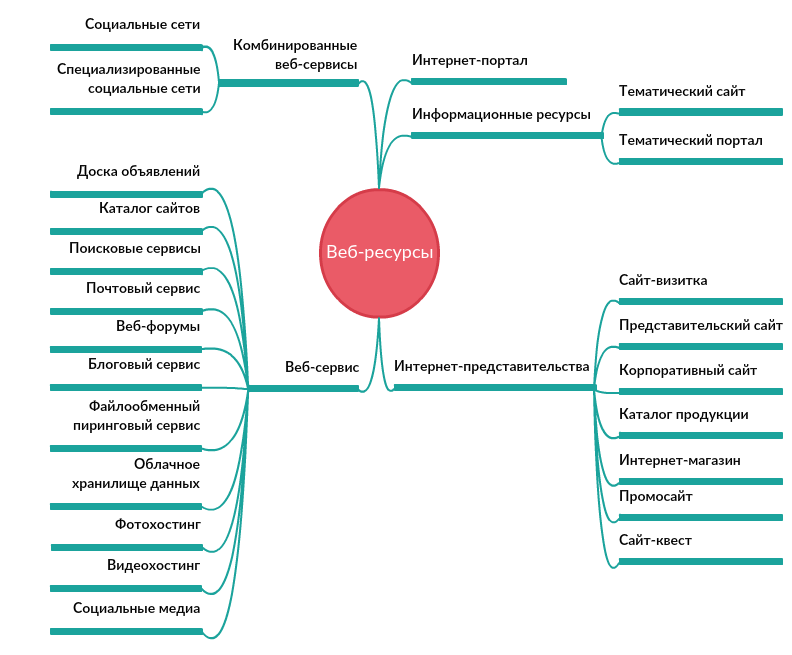 Социальные сети
Специализированные
социальные сети
Комбинированные
веб-сервисы
Интернет-портал
Информационные ресурсы
Тематический сайт
Тематический портал
Веб-ресурсы
Доска объявлений
Каталог сайтов
Поисковые сервисы
Почтовый сервис
Веб-форумы
Блоговый сервис
Файлообменный
пиринговый сервис
Облачное
хранилище данных
Фотохостинг
Видеохостинг
Социальные медиа
Веб-сервис
Интернет-представительства
Сайт-визитка
Представительский сайт
Корпоративный сайт
Каталог продукции
Интернет-магазин
Промосайт
Сайт-квест